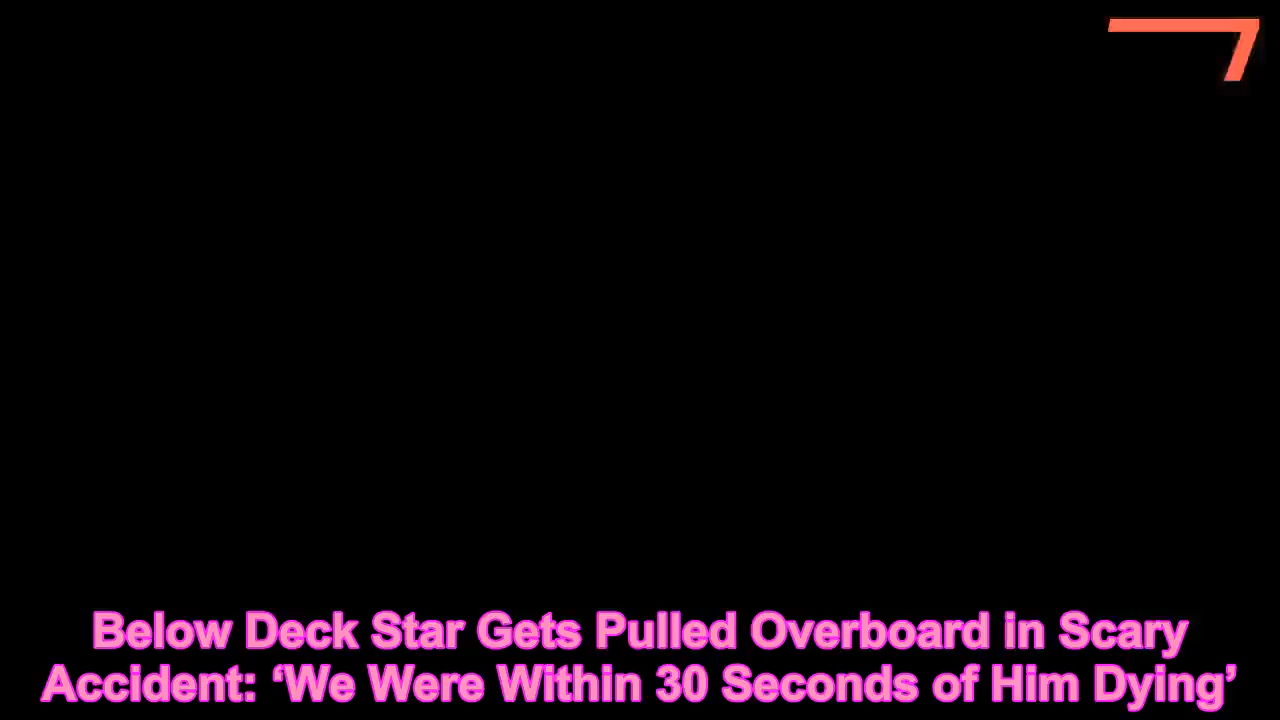 Below Deck Star Gets Pulled Overboard in Scary
Accident: ‘We Were Within 30 Seconds of Him Dying’